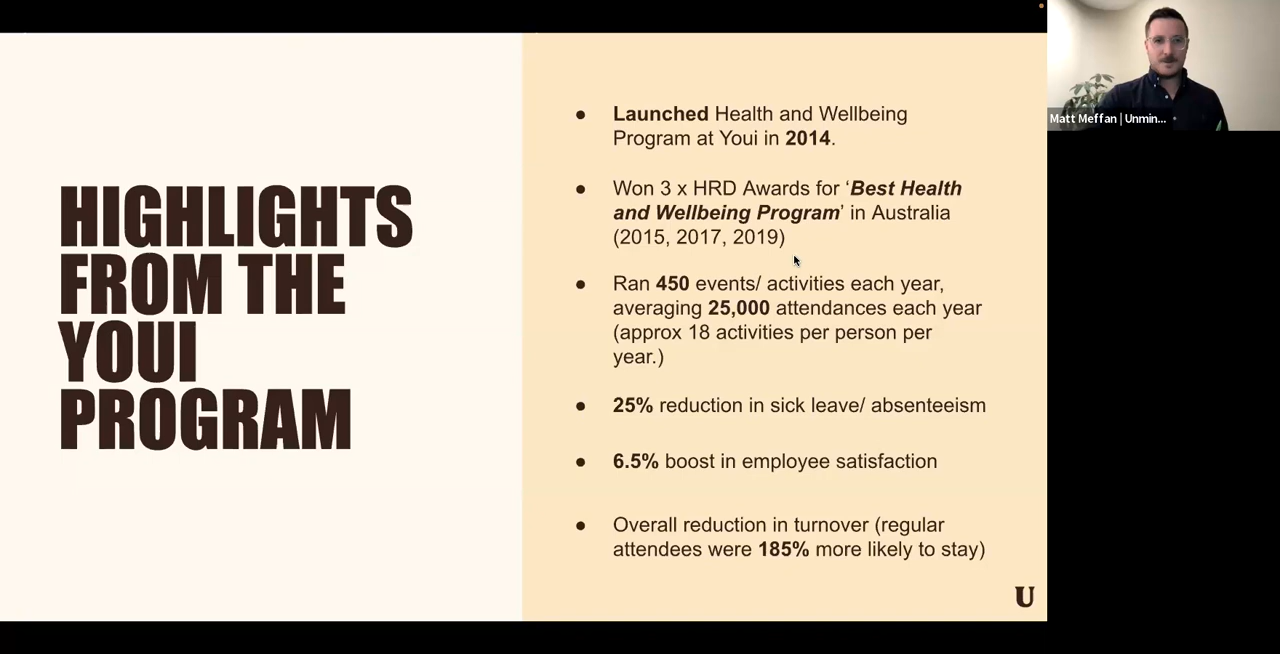 HIGHLIGHTS
FROM THE
YOUI
PROGRAM
● Launched Health and Wellbeing
Program at Youi in 2014.
● Won 3 x HRD Awards for ‘Best Health
and Wellbeing Program’ in Australia
(2015, 2017, 2019)
● Ran 450 events/ activities each year,
averaging 25,000 attendances each year
(approx 18 activities per person per
year.)
● 25% reduction in sick leave/ absenteeism
● 6.5% boost in employee satisfaction
● Overall reduction in turnover (regular
attendees were 185% more likely to stay)
U
Matt Meffan | Unmin...